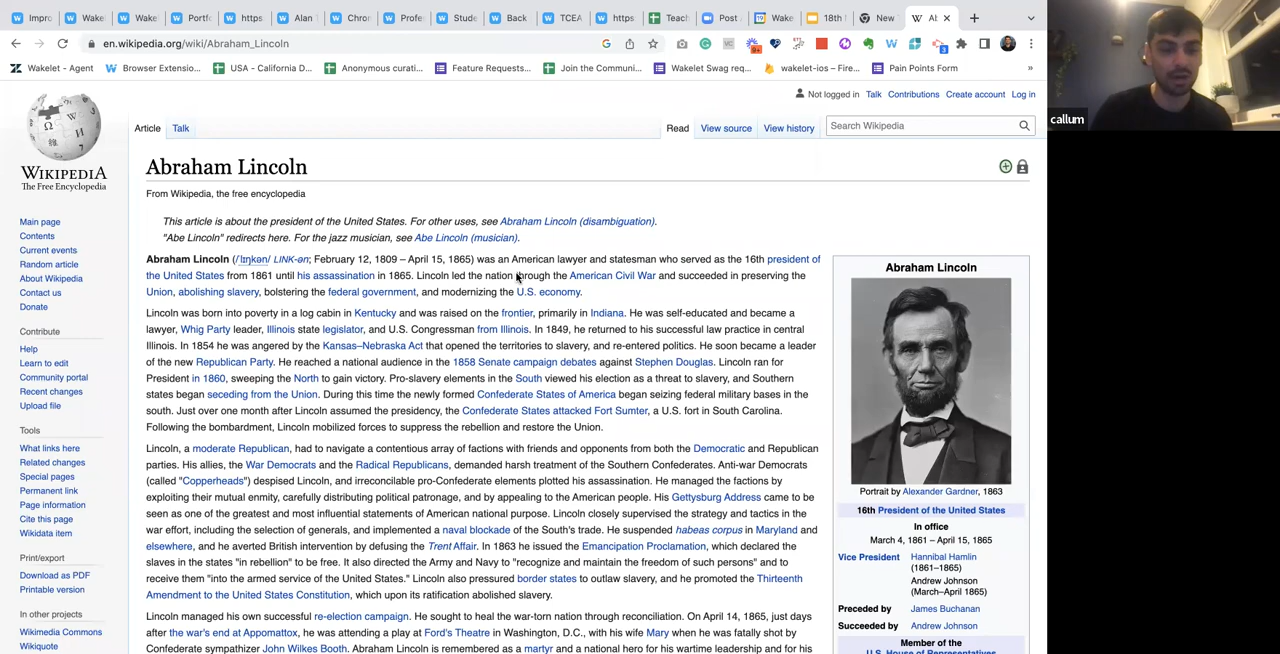 Impro
Wake
Wake
Portf
https
Alan
Chro
Profe
Stude
Back
TCEA
https
Teach
Post
Wake
18th
New
Al
en.wikipedia.org/wiki/Abraham_Lincoln
Wakelet - Agent
Browser Extensio...
USA - California D...
Anonymous curati...
Feature Requests...
Join the Communi...
Wakelet Swag req...
wakelet-ios – Fire...
Pain Points Form
»
callum
Not logged in Talk Contributions Create account Log in
Article Talk Read View source View history Search Wikipedia
WIKIPEDIA
The Free Encyclopedia
Main page
Contents
Current events
Random article
About Wikipedia
Contact us
Donate
Contribute
Help
Learn to edit
Community portal
Recent changes
Upload file
Tools
What links here
Related changes
Special pages
Permanent link
Page information
Cite this page
Wikidata item
Print/export
Download as PDF
Printable version
In other projects
Wikimedia Commons
Wikiquote
Abraham Lincoln
From Wikipedia, the free encyclopedia
This article is about the president of the United States. For other uses, see Abraham Lincoln (disambiguation).
"Abe Lincoln" redirects here. For the jazz musician, see Abe Lincoln (musician).
Abraham Lincoln (/ˈlɪŋkən/ LINK-ən; February 12, 1809 – April 15, 1865) was an American lawyer and statesman who served as the 16th president of
the United States from 1861 until his assassination in 1865. Lincoln led the nation through the American Civil War and succeeded in preserving the
Union, abolishing slavery, bolstering the federal government, and modernizing the U.S. economy.
Lincoln was born into poverty in a log cabin in Kentucky and was raised on the frontier, primarily in Indiana. He was self-educated and became a
lawyer, Whig Party leader, Illinois state legislator, and U.S. Congressman from Illinois. In 1849, he returned to his successful law practice in central
Illinois. In 1854 he was angered by the Kansas–Nebraska Act that opened the territories to slavery, and re-entered politics. He soon became a leader
of the new Republican Party. He reached a national audience in the 1858 Senate campaign debates against Stephen Douglas. Lincoln ran for
President in 1860, sweeping the North to gain victory. Pro-slavery elements in the South viewed his election as a threat to slavery, and Southern
states began seceding from the Union. During this time the newly formed Confederate States of America began seizing federal military bases in the
south. Just over one month after Lincoln assumed the presidency, the Confederate States attacked Fort Sumter, a U.S. fort in South Carolina.
Following the bombardment, Lincoln mobilized forces to suppress the rebellion and restore the Union.
Lincoln, a moderate Republican, had to navigate a contentious array of factions with friends and opponents from both the Democratic and Republican
parties. His allies, the War Democrats and the Radical Republicans, demanded harsh treatment of the Southern Confederates. Anti-war Democrats
(called "Copperheads") despised Lincoln, and irreconcilable pro-Confederate elements plotted his assassination. He managed the factions by
exploiting their mutual enmity, carefully distributing political patronage, and by appealing to the American people. His Gettysburg Address came to be
seen as one of the greatest and most influential statements of American national purpose. Lincoln closely supervised the strategy and tactics in the
war effort, including the selection of generals, and implemented a naval blockade of the South's trade. He suspended habeas corpus in Maryland and
elsewhere, and he averted British intervention by defusing the Trent Affair. In 1863 he issued the Emancipation Proclamation, which declared the
slaves in the states "in rebellion" to be free. It also directed the Army and Navy to "recognize and maintain the freedom of such persons" and to
receive them "into the armed service of the United States." Lincoln also pressured border states to outlaw slavery, and he promoted the Thirteenth
Amendment to the United States Constitution, which upon its ratification abolished slavery.
Lincoln managed his own successful re-election campaign. He sought to heal the war-torn nation through reconciliation. On April 14, 1865, just days
after the war's end at Appomattox, he was attending a play at Ford's Theatre in Washington, D.C., with his wife Mary when he was fatally shot by
Confederate sympathizer John Wilkes Booth. Abraham Lincoln is remembered as a martyr and a national hero for his wartime leadership and for his
Abraham Lincoln
Portrait by Alexander Gardner, 1863
16th President of the United States
In office
March 4, 1861 – April 15, 1865
Vice President Hannibal Hamlin
(1861–1865)
Andrew Johnson
(March–April 1865)
Preceded by James Buchanan
Succeeded by Andrew Johnson
Member of the
U.S. House of Representatives